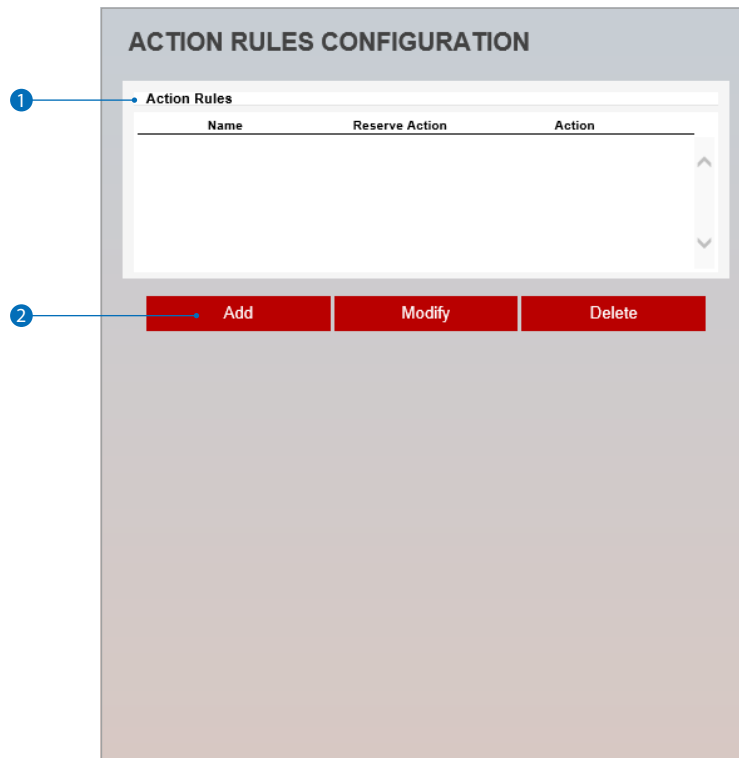 ACTION RULES CONFIGURATION
1
Action Rules
Name Reserve Action Action
2
Add Modify Delete